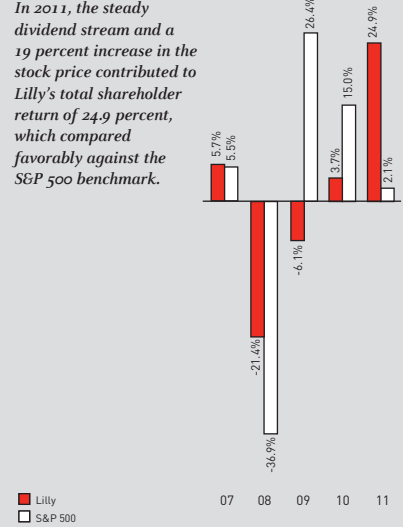 In 2011, the steady
dividend stream and a
19 percent increase in the
stock price contributed to
Lilly's total shareholder
return of 24.9 percent,
which compared
favorably against the
S&P 500 benchmark.
5.7%
5.5%
-21.4%
-36.9%
-6.1%
26.4%
3.7%
15.0%
24.9%
2.1%
07 08 09 10 11
Lilly
S&P 500